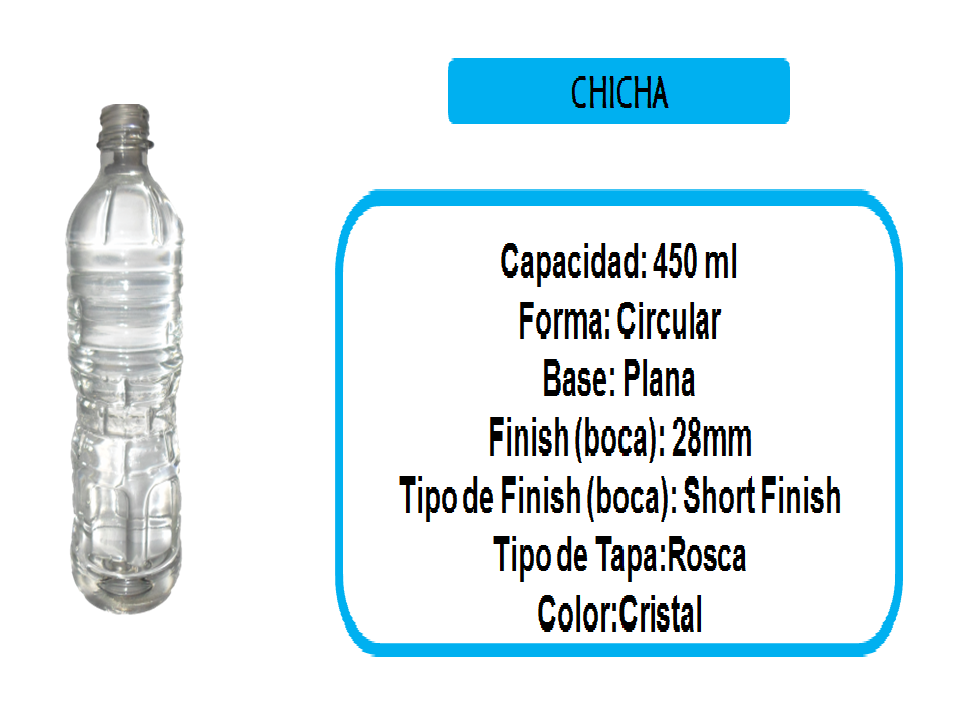 CHICHA
Capacidad: 450 ml
Forma: Circular
Base: Plana
Finish (boca): 28mm
Tipo de Finish (boca): Short Finish
Tipo de Tapa:Rosca
Color:Cristal